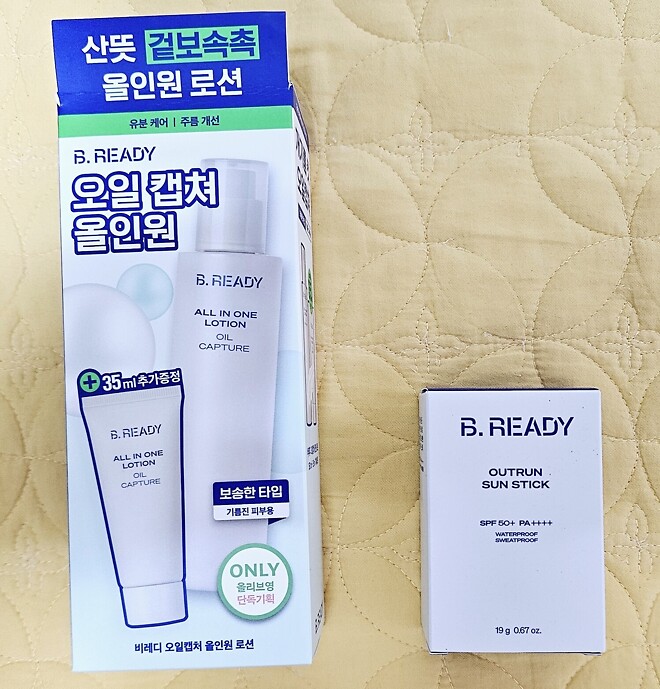 산뜻 겉보속촉
올인원 로션
유분 케어 | 주름 개선
B. READY
오일 캡쳐
올인원
B. READY
ALL IN ONE
LOTION
OIL
CAPTURE
+35ml 추가증정
B. READY
ALL IN ONE
LOTION
OIL
CAPTURE
보송한 타입
기름진 피부용
ONLY
올리브영
단독기획
비레디 오일캡처 올인원 로션
B. READY
OUTRUN
SUN STICK
SPF 50+ PA++++
WATERPROOF
SWEATPROOF
19 g 0.67 oz.